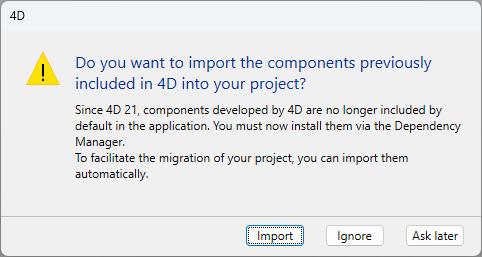 4D
Do you want to import the components previously
included in 4D into your project?
Since 4D 21, components developed by 4D are no longer included by
default in the application. You must now install them via the Dependency
Manager.
To facilitate the migration of your project, you can import them
automatically.
Import
Ignore
Ask later